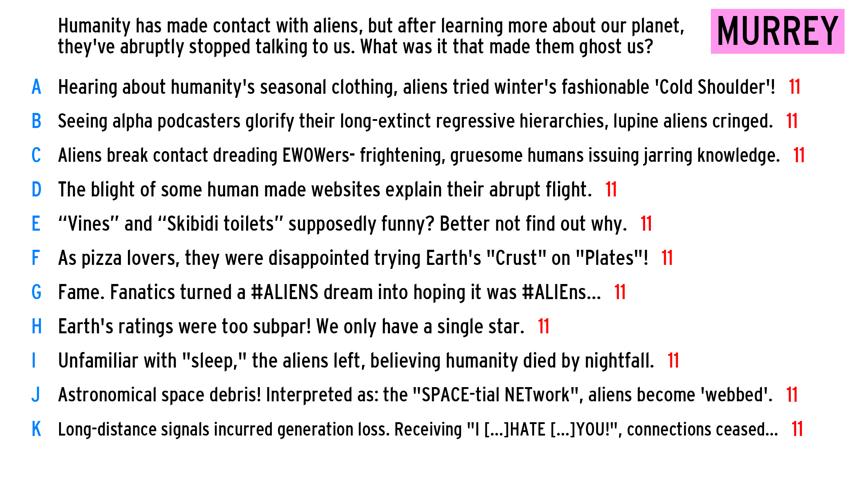 Humanity has made contact with aliens, but after learning more about our planet,
they've abruptly stopped talking to us. What was it that made them ghost us?
MURREY
A Hearing about humanity's seasonal clothing, aliens tried winter's fashionable 'Cold Shoulder'! 11
B Seeing alpha podcasters glorify their long-extinct regressive hierarchies, lupine aliens cringed. 11
C Aliens break contact dreading EWOWers- frightening, gruesome humans issuing jarring knowledge. 11
D The blight of some human made websites explain their abrupt flight. 11
E “Vines” and “Skibidi toilets” supposedly funny? Better not find out why. 11
F As pizza lovers, they were disappointed trying Earth's "Crust" on "Plates"! 11
G Fame. Fanatics turned a #ALIENS dream into hoping it was #ALIEns... 11
H Earth's ratings were too subpar! We only have a single star. 11
I Unfamiliar with "sleep," the aliens left, believing humanity died by nightfall. 11
J Astronomical space debris! Interpreted as: the "SPACE-tial NETwork", aliens become 'webbed'. 11
K Long-distance signals incurred generation loss. Receiving "I [...]HATE [...]YOU!", connections ceased... 11